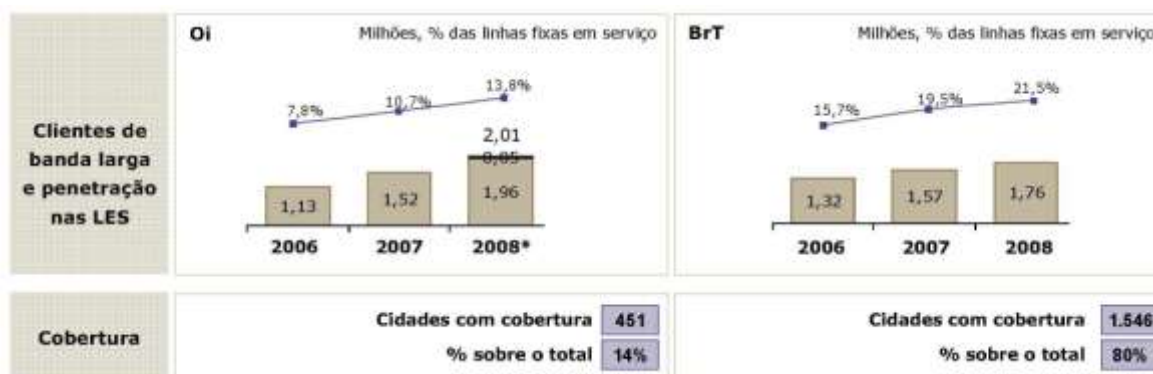 Clientes de
banda larga
e penetração
nas LES
Oi
Milhões, % das linhas fixas em serviço
7,8%
10,7%
13,8%
2,01
0,05
1,13
1,52
1,96
2006
2007
2008*
BrT
Milhões, % das linhas fixas em serviço
15,7%
19,5%
21,5%
1,32
1,57
1,76
2006
2007
2008
Cobertura
Cidades com cobertura 451
% sobre o total 14%
Cidades com cobertura 1.546
% sobre o total 80%